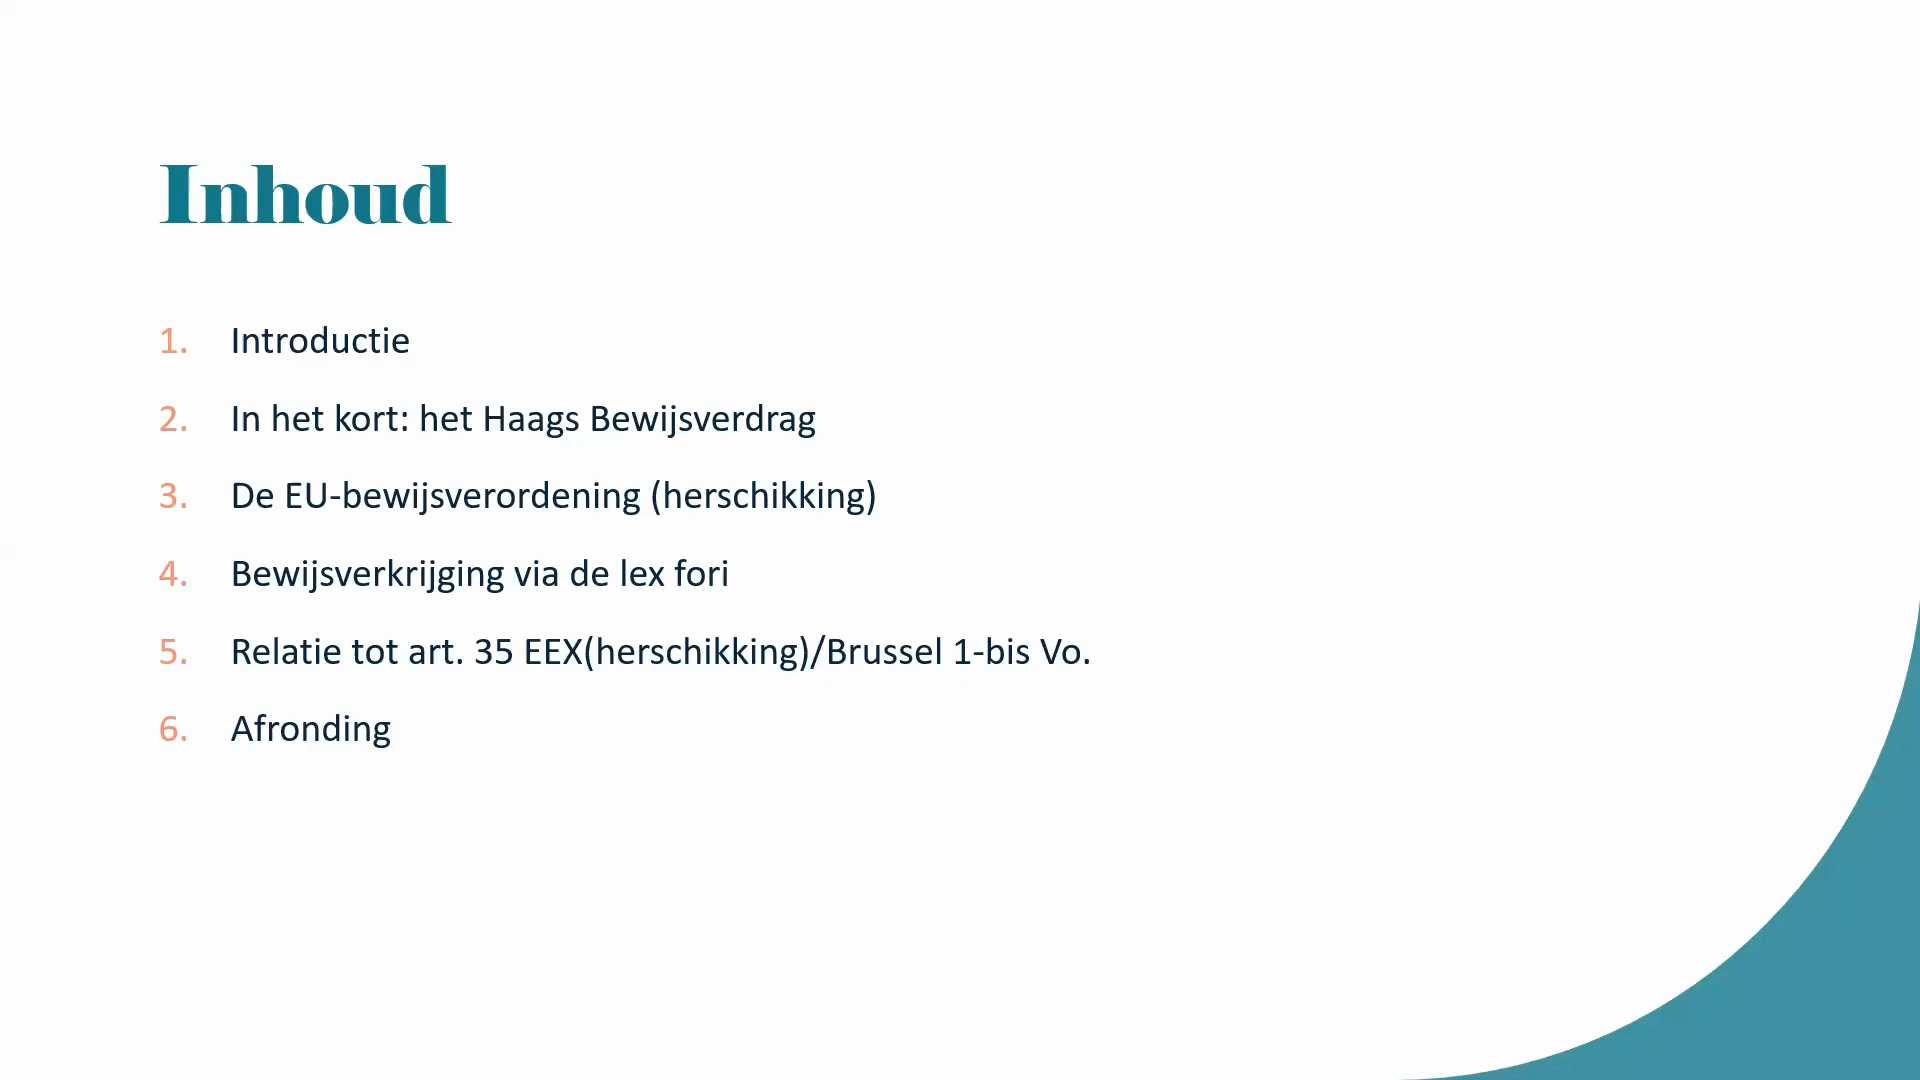 Inhoud
1. Introductie
2. In het kort: het Haags Bewijsverdrag
3. De EU-bewijsverordening (herschikking)
4. Bewijsverkrijging via de lex fori
5. Relatie tot art. 35 EEX(herschikking)/Brussel 1-bis Vo.
6. Afronding